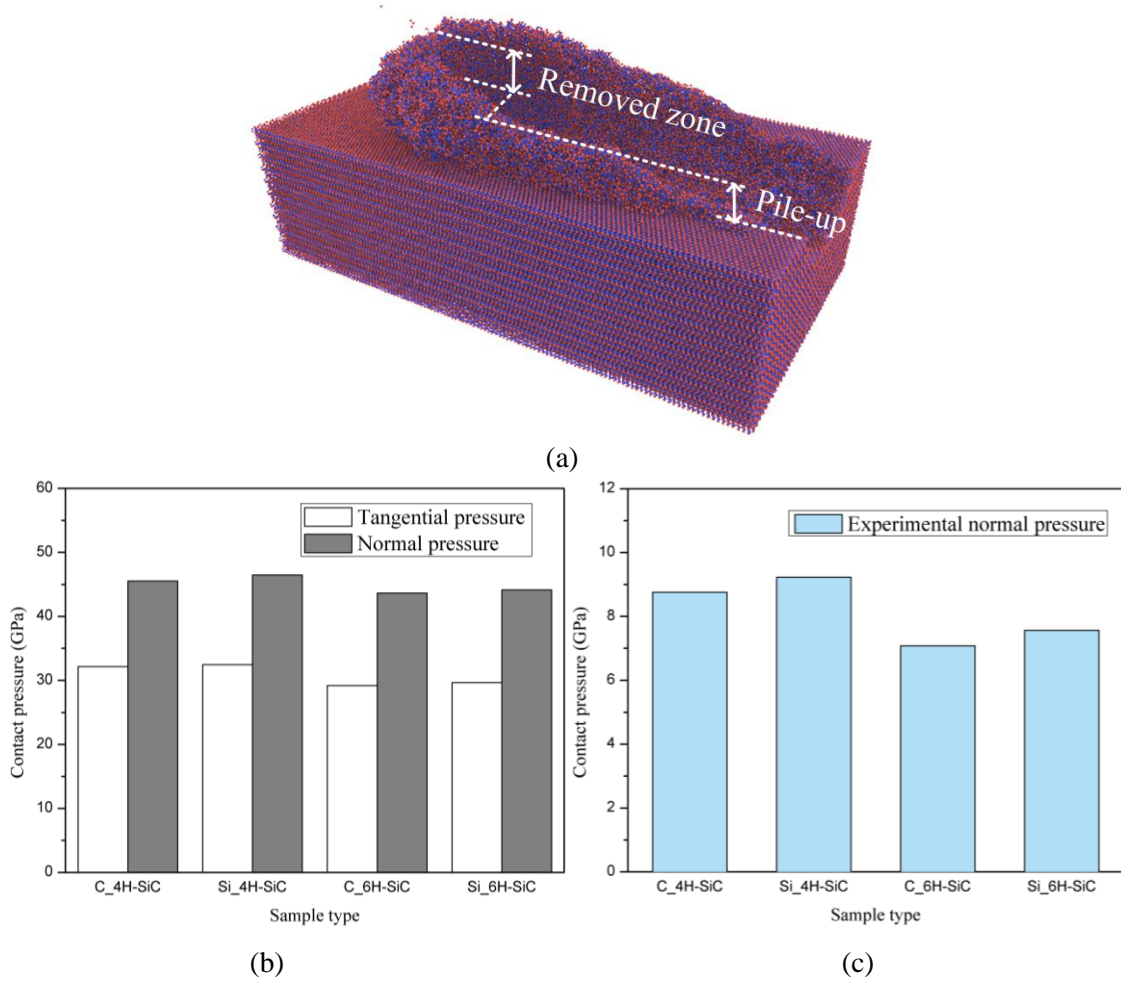 Removed zone
Pile-up
(a)
60
50
40
30
20
10
0
Contact pressure (GPa)
Tangential pressure
Normal pressure
C_4H-SiC
Si_4H-SiC
C_6H-SiC
Si_6H-SiC
Sample type
(b)
12
10
8
6
4
2
0
Contact pressure (GPa)
Experimental normal pressure
C_4H-SiC
Si_4H-SiC
C_6H-SiC
Si_6H-SiC
Sample type
(c)